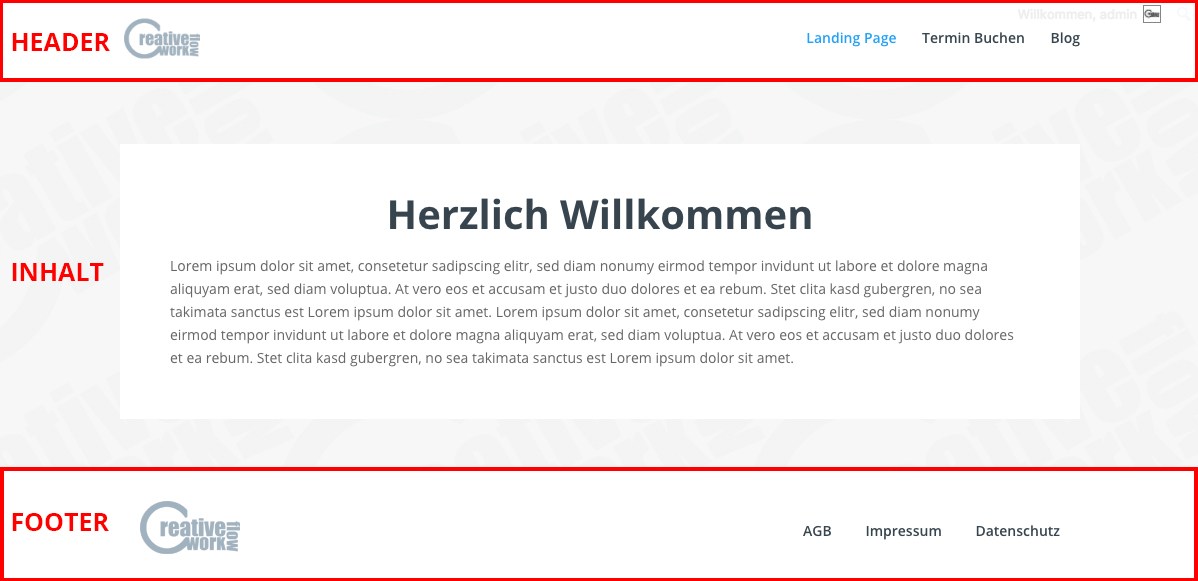 Willkommen, admin
HEADER
Creative work flow
Landing Page Termin Buchen Blog
Herzlich Willkommen
INHALT
Lorem ipsum dolor sit amet, consetetur sadipscing elitr, sed diam nonumy eirmod tempor invidunt ut labore et dolore magna
aliquyam erat, sed diam voluptua. At vero eos et accusam et justo duo dolores et ea rebum. Stet clita kasd gubergren, no sea
takimata sanctus est Lorem ipsum dolor sit amet. Lorem ipsum dolor sit amet, consetetur sadipscing elitr, sed diam nonumy
eirmod tempor invidunt ut labore et dolore magna aliquyam erat, sed diam voluptua. At vero eos et accusam et justo duo dolores
et ea rebum. Stet clita kasd gubergren, no sea takimata sanctus est Lorem ipsum dolor sit amet.
FOOTER
Creative work flow
AGB Impressum Datenschutz